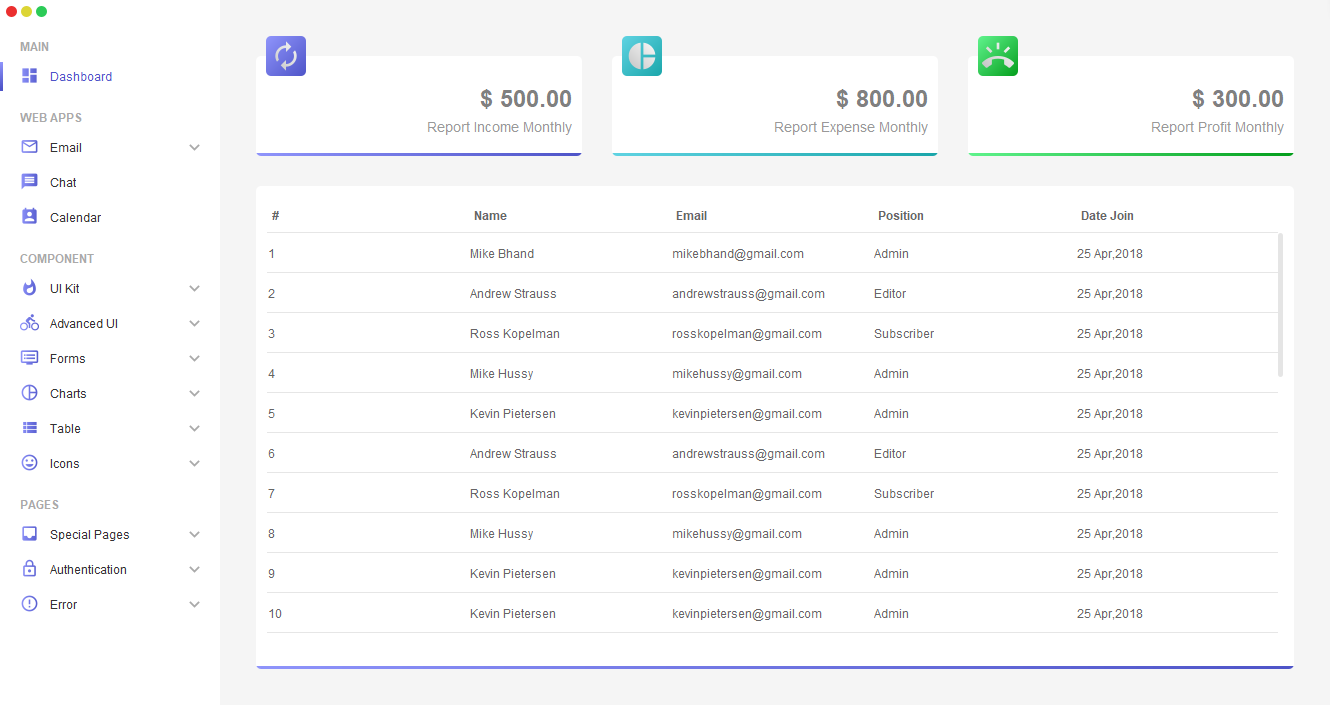 MAIN
Dashboard
WEB APPS
Email
Chat
Calendar
COMPONENT
UI Kit
Advanced UI
Forms
Charts
Table
Icons
PAGES
Special Pages
Authentication
Error
$ 500.00
Report Income Monthly
$ 800.00
Report Expense Monthly
$ 300.00
Report Profit Monthly
# Name Email Position Date Join
1 Mike Bhand mikebhand@gmail.com Admin 25 Apr,2018
2 Andrew Strauss andrewstrauss@gmail.com Editor 25 Apr,2018
3 Ross Kopelman rosskopelman@gmail.com Subscriber 25 Apr,2018
4 Mike Hussy mikehussy@gmail.com Admin 25 Apr,2018
5 Kevin Pietersen kevinpietersen@gmail.com Admin 25 Apr,2018
6 Andrew Strauss andrewstrauss@gmail.com Editor 25 Apr,2018
7 Ross Kopelman rosskopelman@gmail.com Subscriber 25 Apr,2018
8 Mike Hussy mikehussy@gmail.com Admin 25 Apr,2018
9 Kevin Pietersen kevinpietersen@gmail.com Admin 25 Apr,2018
10 Kevin Pietersen kevinpietersen@gmail.com Admin 25 Apr,2018